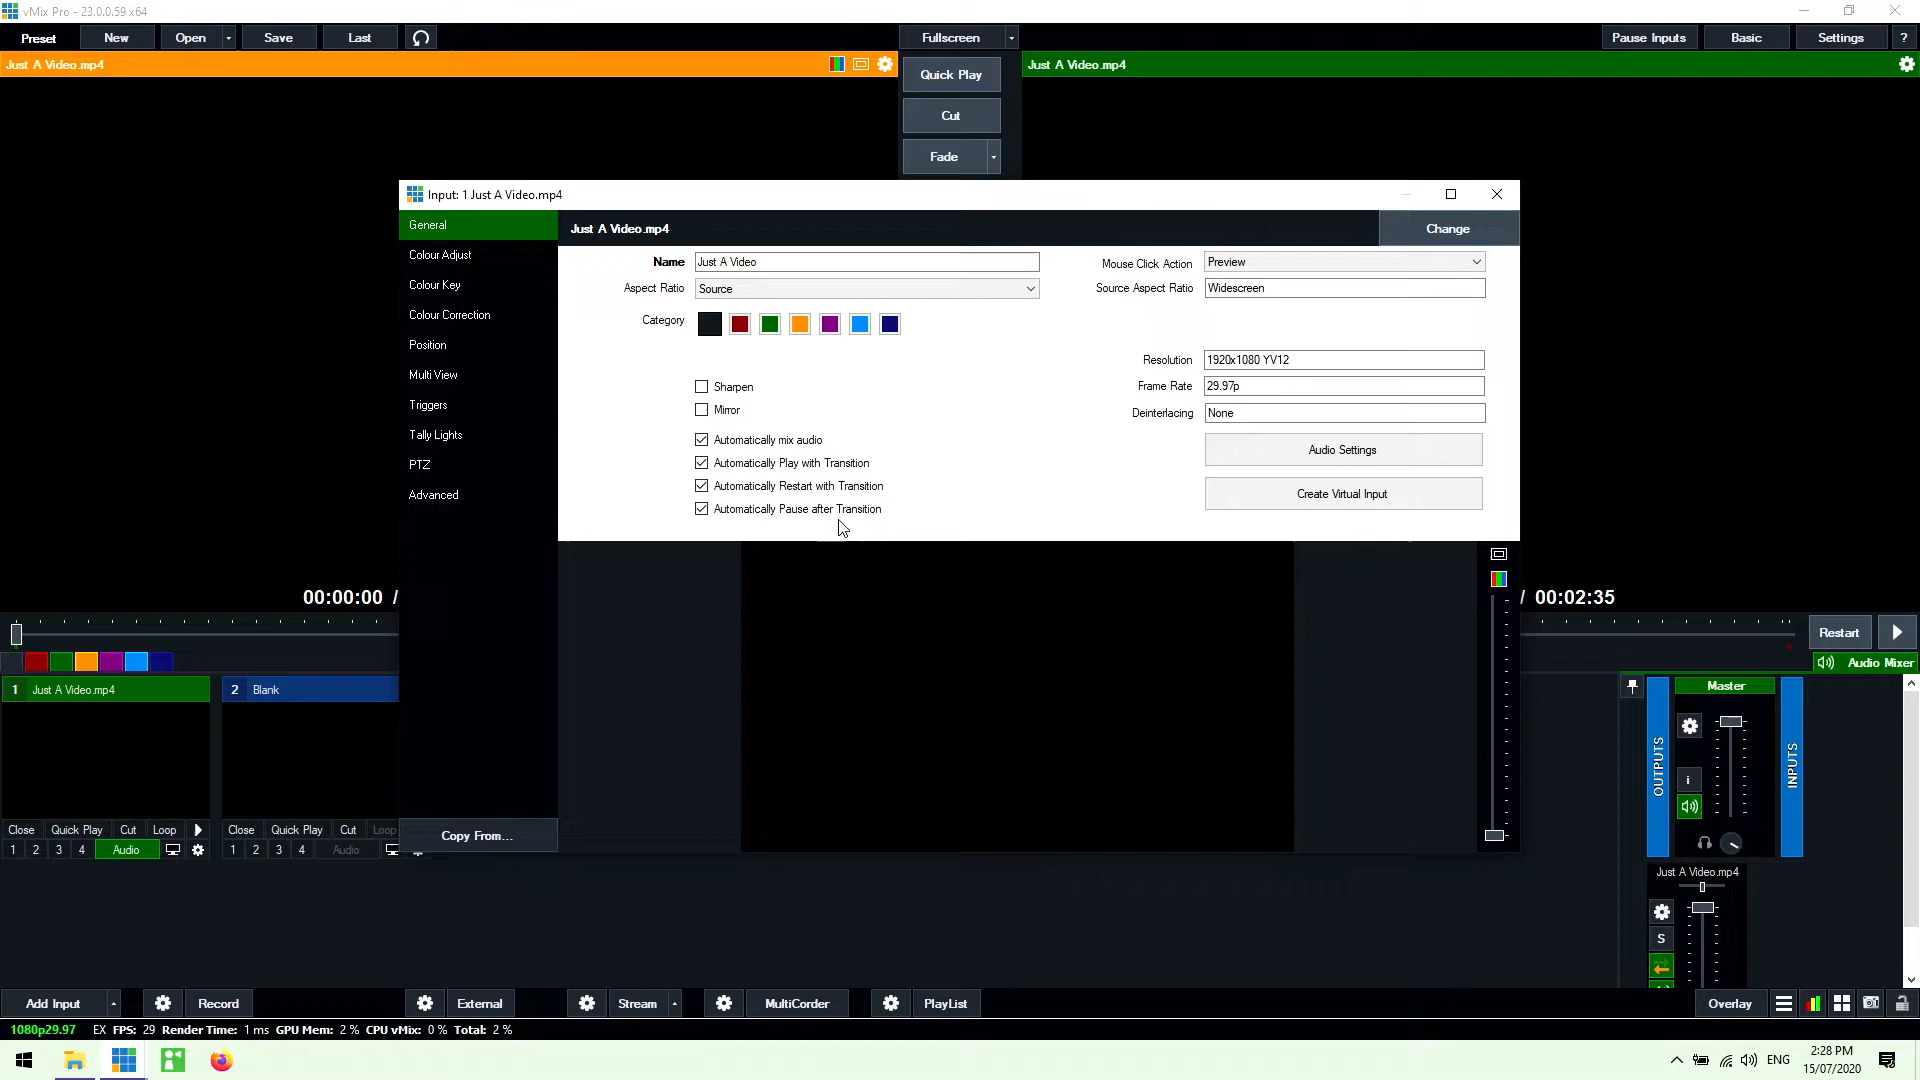 vMix Pro - 23.0.0.59 x64
Preset New Open Save Last Fullscreen Pause Inputs Basic Settings ?
Just A Video.mp4
Just A Video.mp4
Quick Play
Cut
Fade
Input: 1 Just A Video.mp4
General
Colour Adjust
Colour Key
Colour Correction
Position
Multi View
Triggers
Tally Lights
PTZ
Advanced
Copy From...
Just A Video.mp4
Change
Name Just A Video
Aspect Ratio Source
Category
Sharpen
Mirror
Automatically mix audio
Automatically Play with Transition
Automatically Restart with Transition
Automatically Pause after Transition
Mouse Click Action Preview
Source Aspect Ratio Widescreen
Resolution 1920x1080 YV12
Frame Rate 29.97p
Deinterlacing None
Audio Settings
Create Virtual Input
00:00:00 /
/ 00:02:35
Restart
Audio Mixer
1 Just A Video.mp4
2 Blank
Close Quick Play Cut Loop
1 2 3 4 Audio
Close Quick Play Cut Loop
1 2 3 4 Audio
Master
OUTPUTS
INPUTS
i
Just A Video.mp4
S
Add Input Record External Stream MultiCorder PlayList Overlay
1080p29.97 EX FPS: 29 Render Time: 1 ms GPU Mem: 2 % CPU vMix: 0 % Total: 2 %
ENG
2:28 PM
15/07/2020